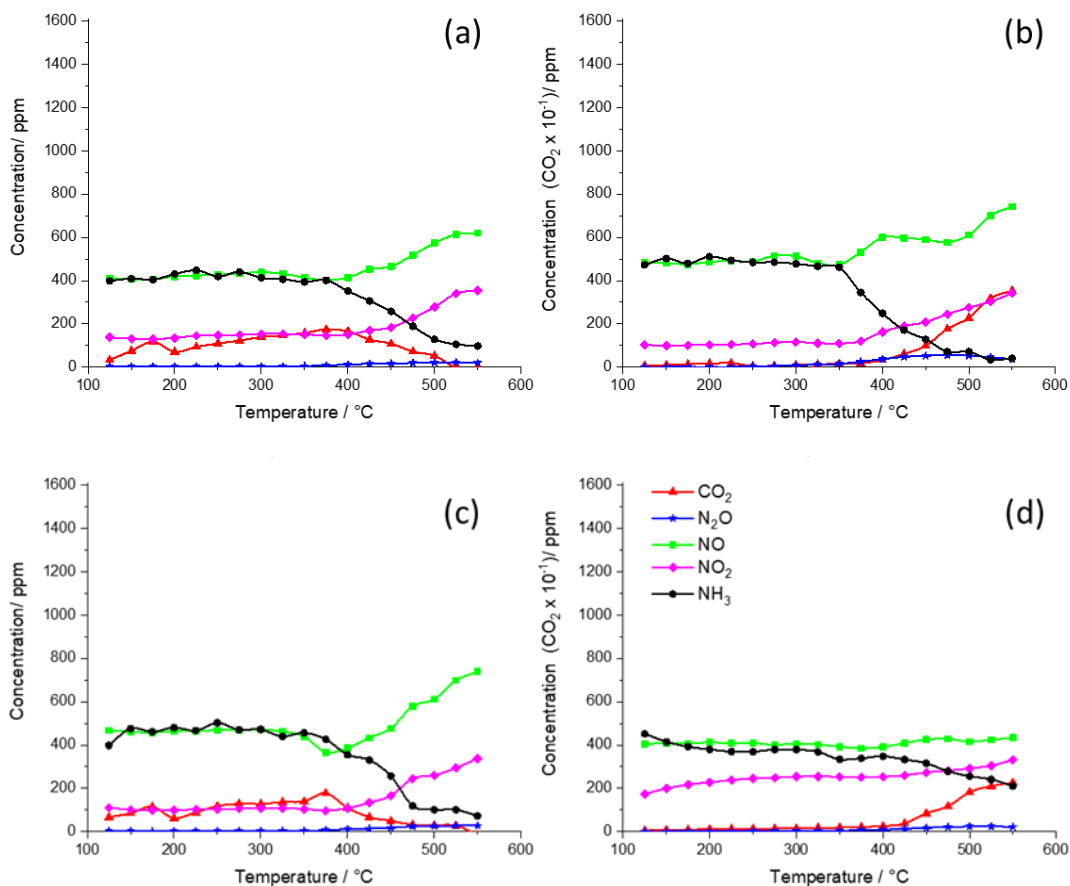 (a)
1600
1400
1200
1000
800
600
400
200
0
Concentration/ ppm
100 200 300 400 500 600
Temperature / °C
(b)
1600
1400
1200
1000
800
600
400
200
0
Concentration (CO₂ x 10⁻¹)/ ppm
100 200 300 400 500 600
Temperature / °C
(c)
1600
1400
1200
1000
800
600
400
200
0
Concentration/ ppm
100 200 300 400 500 600
Temperature / °C
(d)
1600
1400
1200
1000
800
600
400
200
0
Concentration (CO₂ x 10⁻¹)/ ppm
CO₂
N₂O
NO
NO₂
NH₃
100 200 300 400 500 600
Temperature / °C